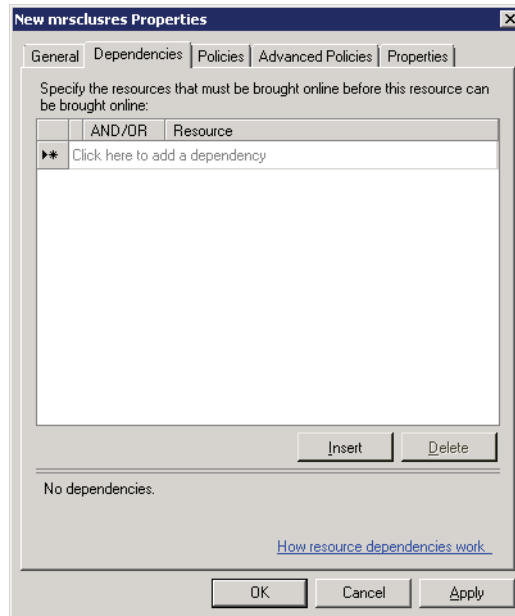 New mrsclusres Properties
General Dependencies Policies Advanced Policies Properties
Specify the resources that must be brought online before this resource can
be brought online:
AND/OR Resource
Click here to add a dependency
Insert Delete
No dependencies.
How resource dependencies work
OK Cancel Apply